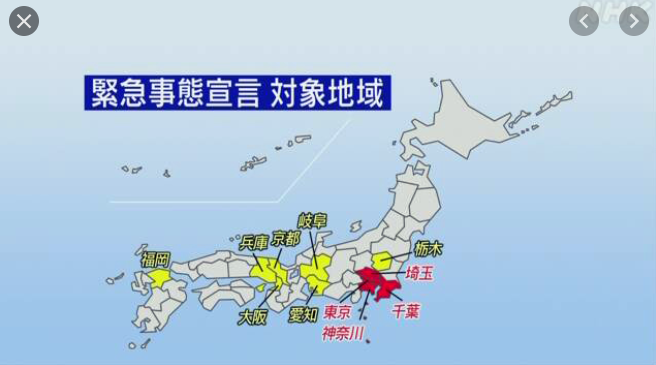 NHK
緊急事態宣言 対象地域
岐阜
兵庫
京都
栃木
福岡
埼玉
大阪
愛知
東京
千葉
神奈川